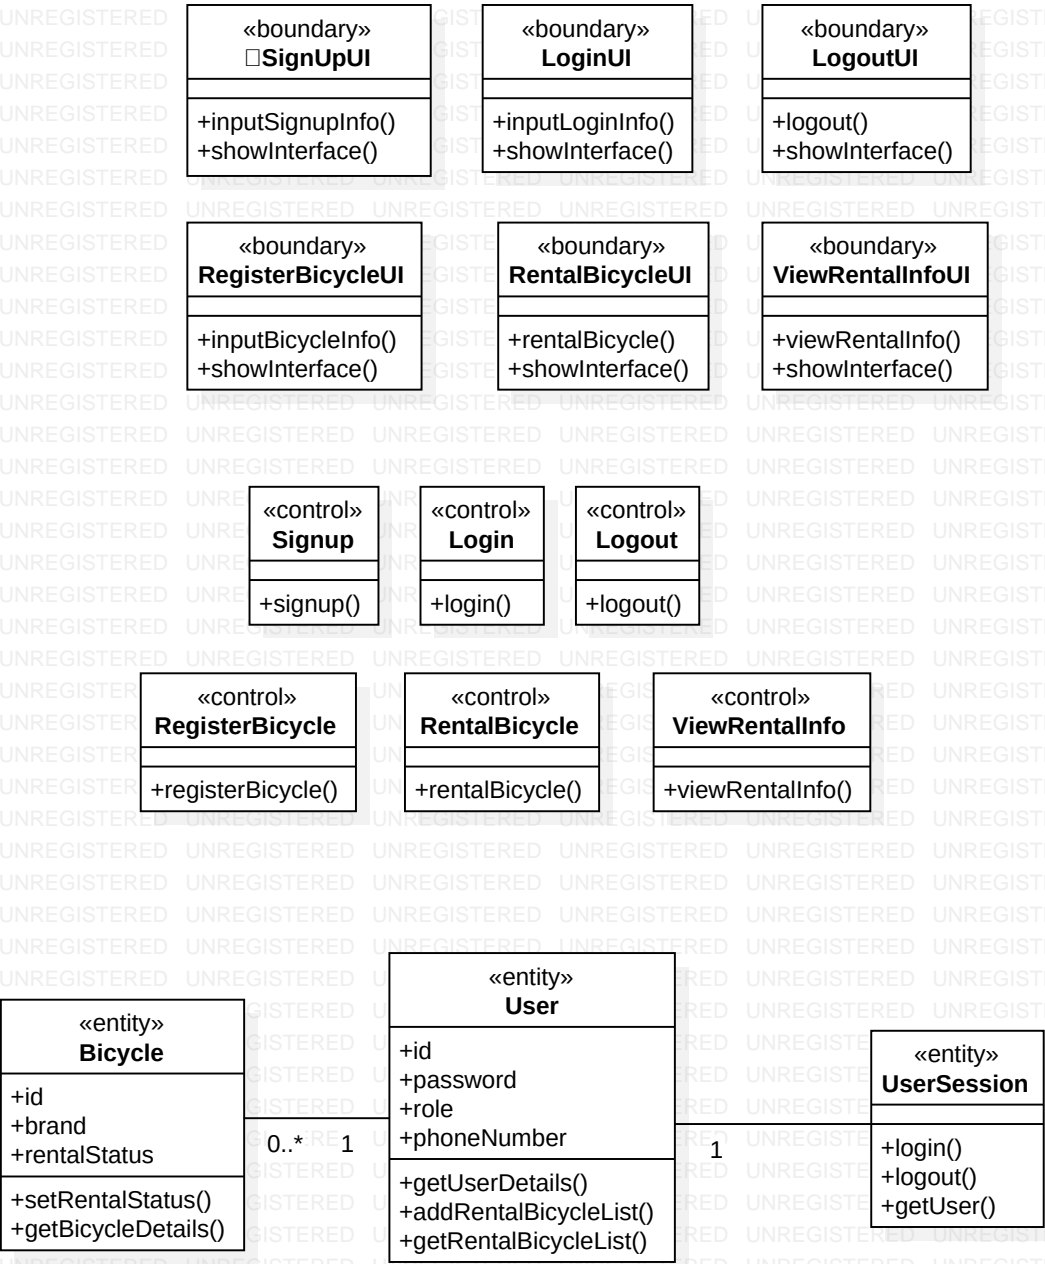 «boundary»
SignUpUI
+inputSignupInfo()
+showInterface()
«boundary»
LoginUI
+inputLoginInfo()
+showInterface()
«boundary»
LogoutUI
+logout()
+showInterface()
«boundary»
RegisterBicycleUI
+inputBicycleInfo()
+showInterface()
«boundary»
RentalBicycleUI
+rentalBicycle()
+showInterface()
«boundary»
ViewRentalInfoUI
+viewRentalInfo()
+showInterface()
«control»
Signup
+signup()
«control»
Login
+login()
«control»
Logout
+logout()
«control»
RegisterBicycle
+registerBicycle()
«control»
RentalBicycle
+rentalBicycle()
«control»
ViewRentalInfo
+viewRentalInfo()
«entity»
Bicycle
+id
+brand
+rentalStatus
+setRentalStatus()
+getBicycleDetails()
0..* 1
«entity»
User
+id
+password
+role
+phoneNumber
+getUserDetails()
+addRentalBicycleList()
+getRentalBicycleList()
1
«entity»
UserSession
+login()
+logout()
+getUser()
UNREGISTERED